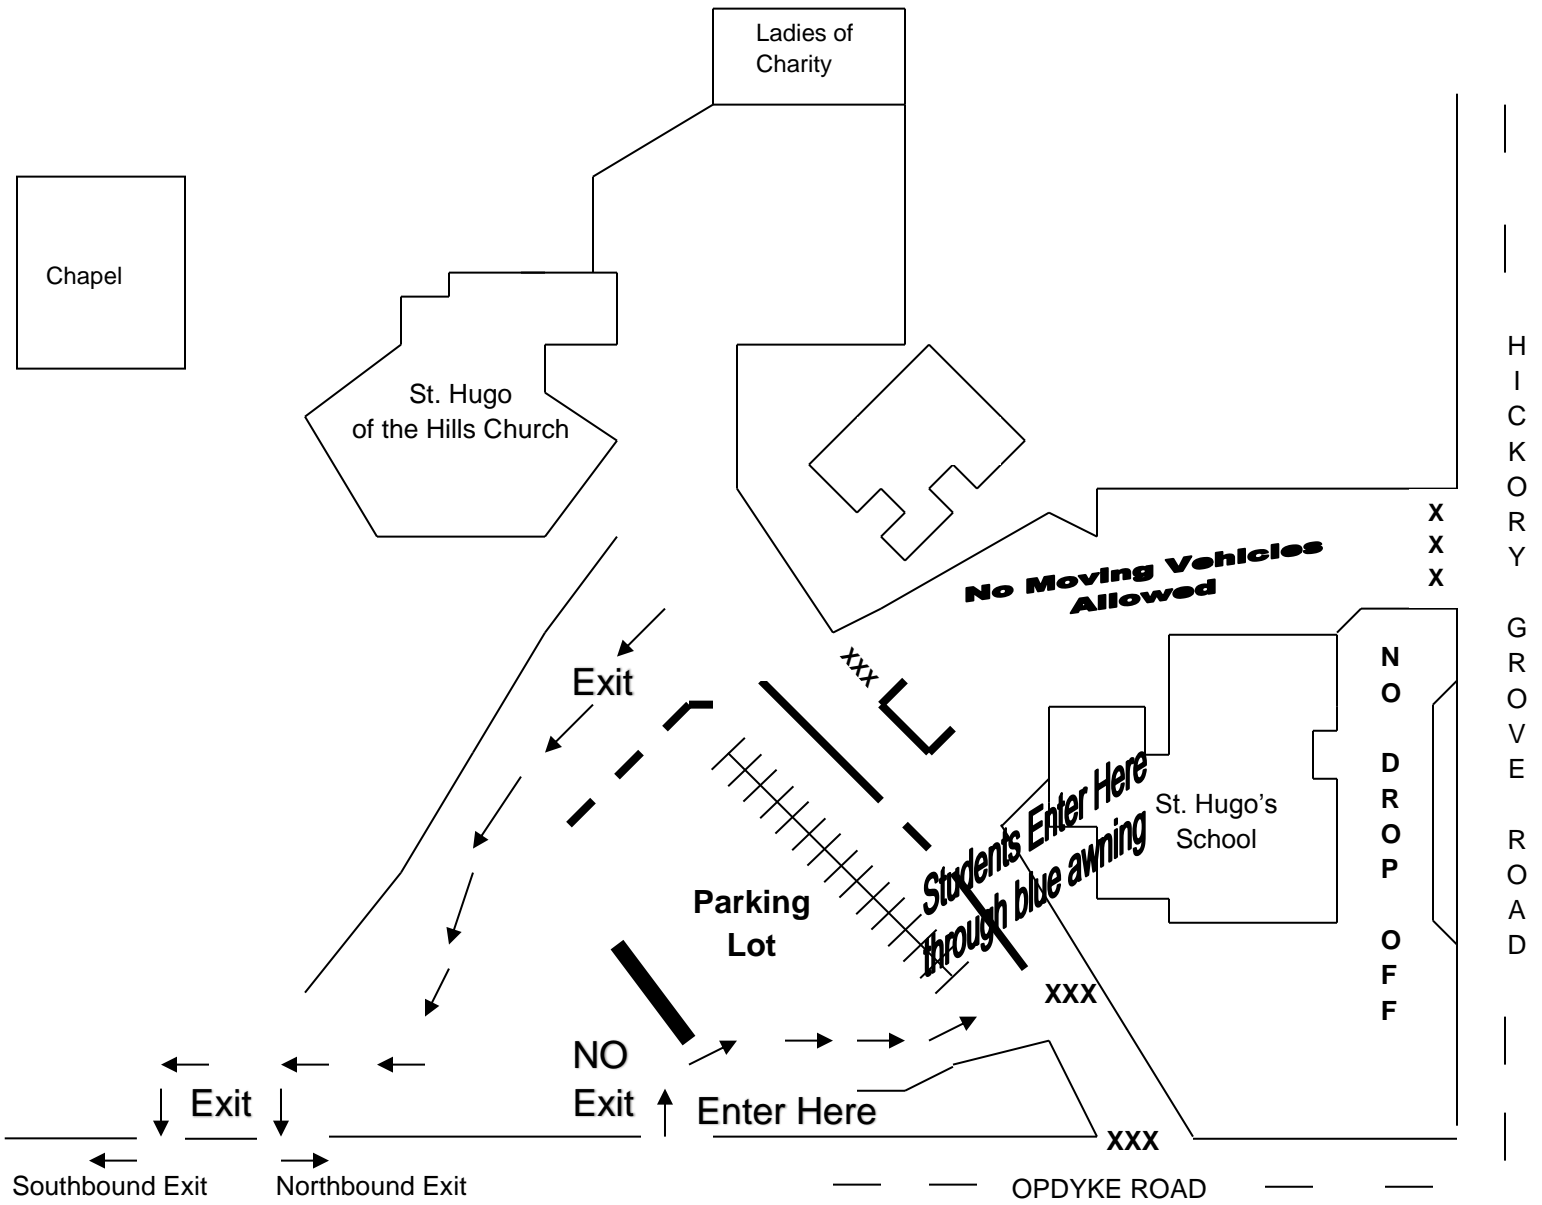 Ladies of
Charity
Chapel
St. Hugo
of the Hills Church
HICKORY GROVE ROAD
XXX
No Moving Vehicles
Allowed
XXX
Exit
NO DROP OFF
Students Enter Here
through blue awning
St. Hugo's
School
Parking
Lot
XXX
NO
Exit
Exit
Enter Here
XXX
Southbound Exit
Northbound Exit
OPDYKE ROAD